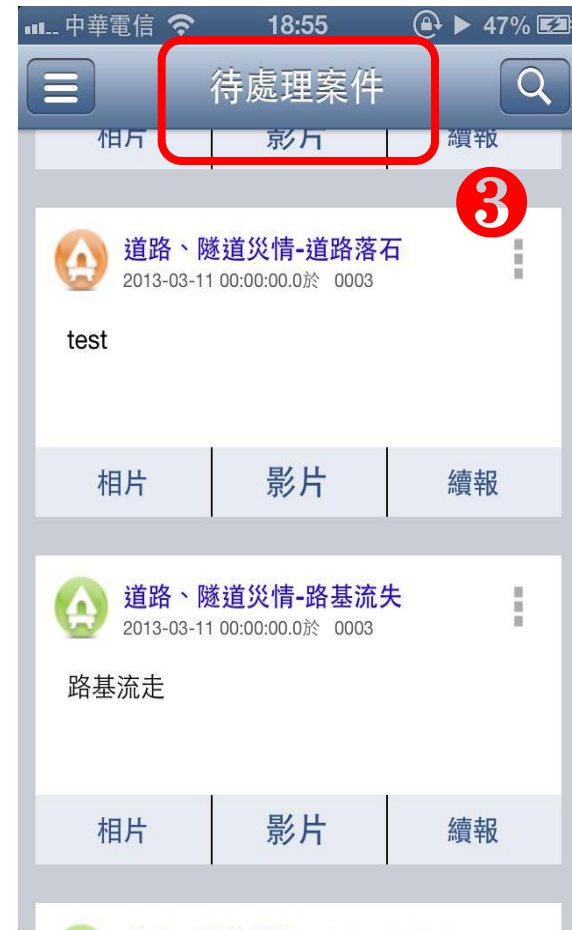 中華電信 18:55 47%
待處理案件
相片 影片 續報
3
道路、隧道災情-道路落石
2013-03-11 00:00:00.0於 0003
test
相片 影片 續報
道路、隧道災情-路基流失
2013-03-11 00:00:00.0於 0003
路基流走
相片 影片 續報